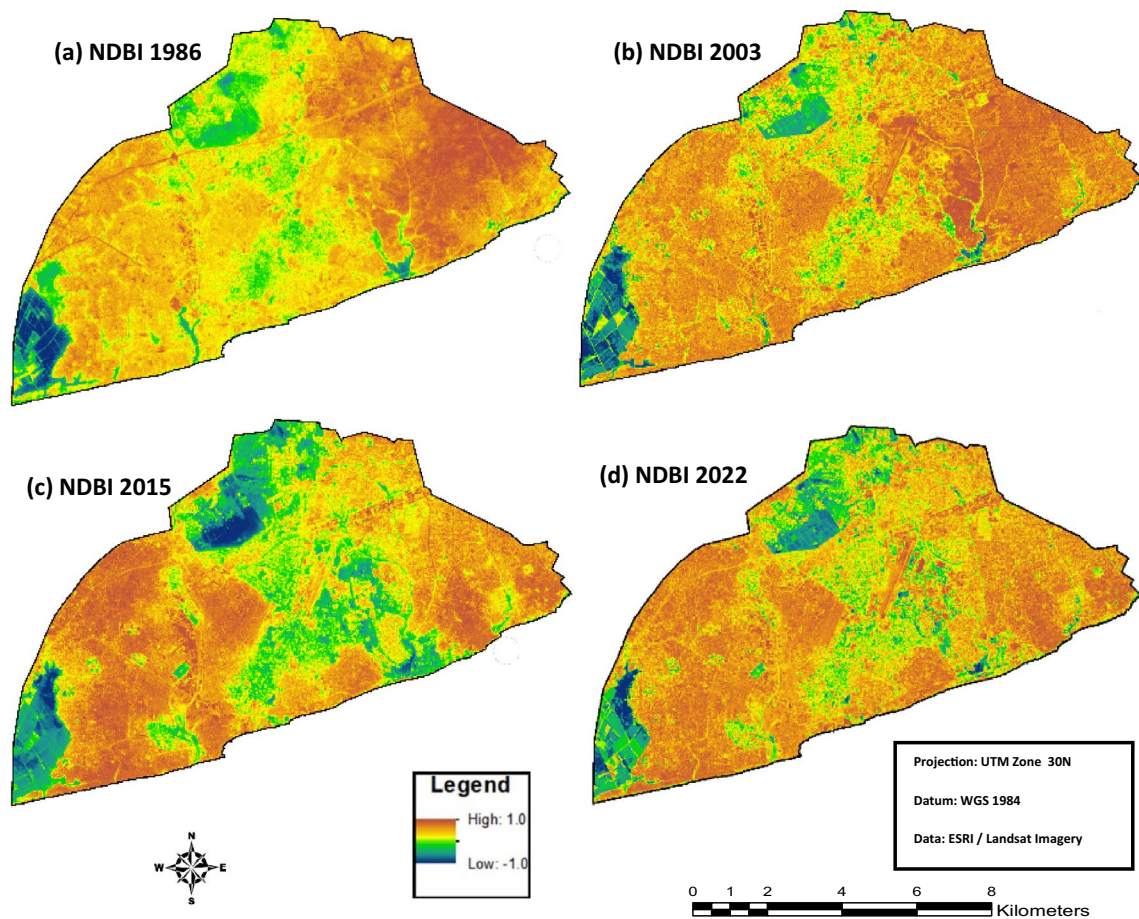 (a) NDBI 1986
(b) NDBI 2003
(c) NDBI 2015
(d) NDBI 2022
Legend
High: 1.0
Low: -1.0
N
W E
S
Projection: UTM Zone 30N
Datum: WGS 1984
Data: ESRI / Landsat Imagery
0 1 2 4 6 8
Kilometers